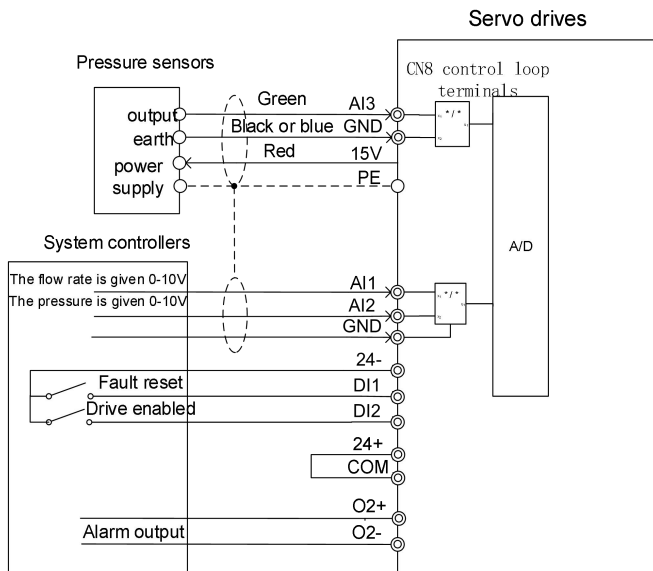 Servo drives
Pressure sensors
CN8 control loop
terminals
output
Green
AI3
* / *
earth
Black or blue
GND
power
Red
15V
supply
PE
A/D
System controllers
The flow rate is given 0-10V
AI1
* / *
The pressure is given 0-10V
AI2
GND
24-
Fault reset
DI1
Drive enabled
DI2
24+
COM
O2+
Alarm output
O2-